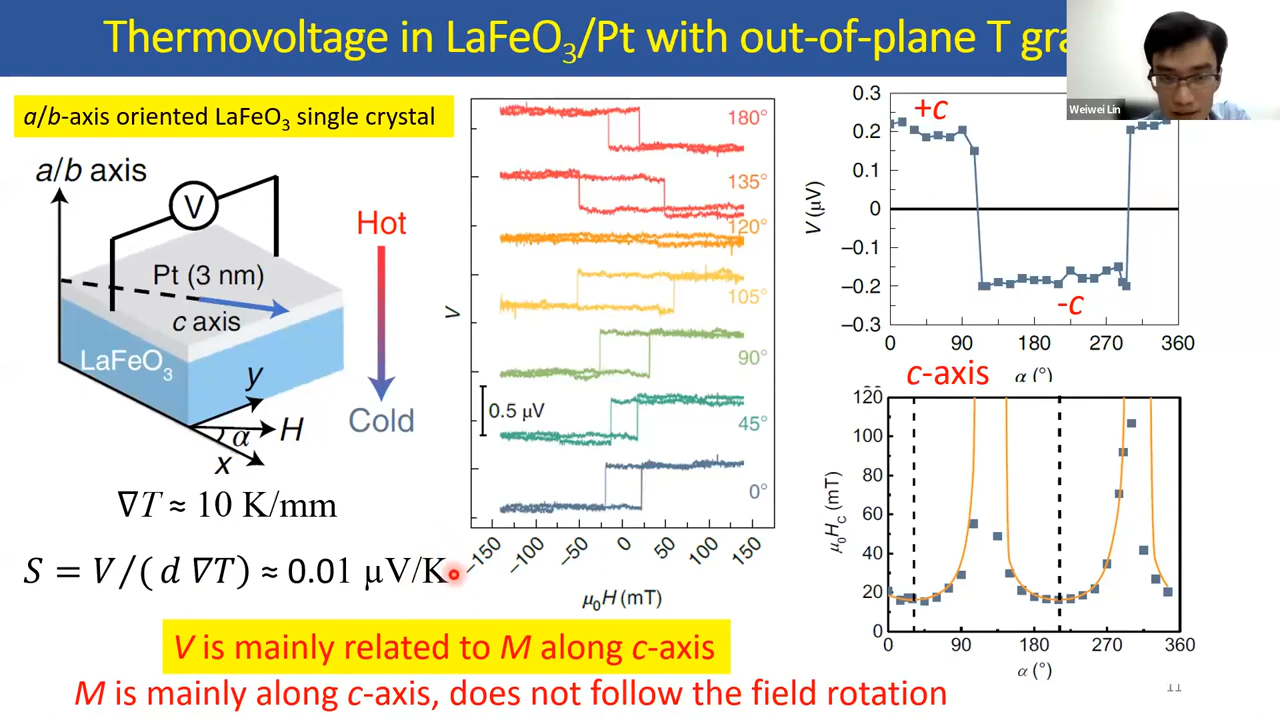 Thermovoltage in LaFeO₃/Pt with out-of-plane T
Weiwei Lin
a/b-axis oriented LaFeO₃ single crystal
a/b axis
V
Hot
Pt (3 nm)
c axis
LaFeO₃
y
H
α
x
Cold
∇T ≈ 10 K/mm
S = V/( d ∇T) ≈ 0.01 μV/K
V
180°
135°
120°
105°
90°
45°
0°
0.5 μV
−150
−100
−50
0
50
100
150
μ₀H (mT)
0.3
0.2
0.1
0
−0.1
−0.2
−0.3
V (μV)
+c
-c
0 90 180 270 360
c-axis
α (°)
120
100
80
60
40
20
0
μ₀H_C (mT)
0 90 180 270 360
α (°)
V is mainly related to M along c-axis
M is mainly along c-axis, does not follow the field rotation
11